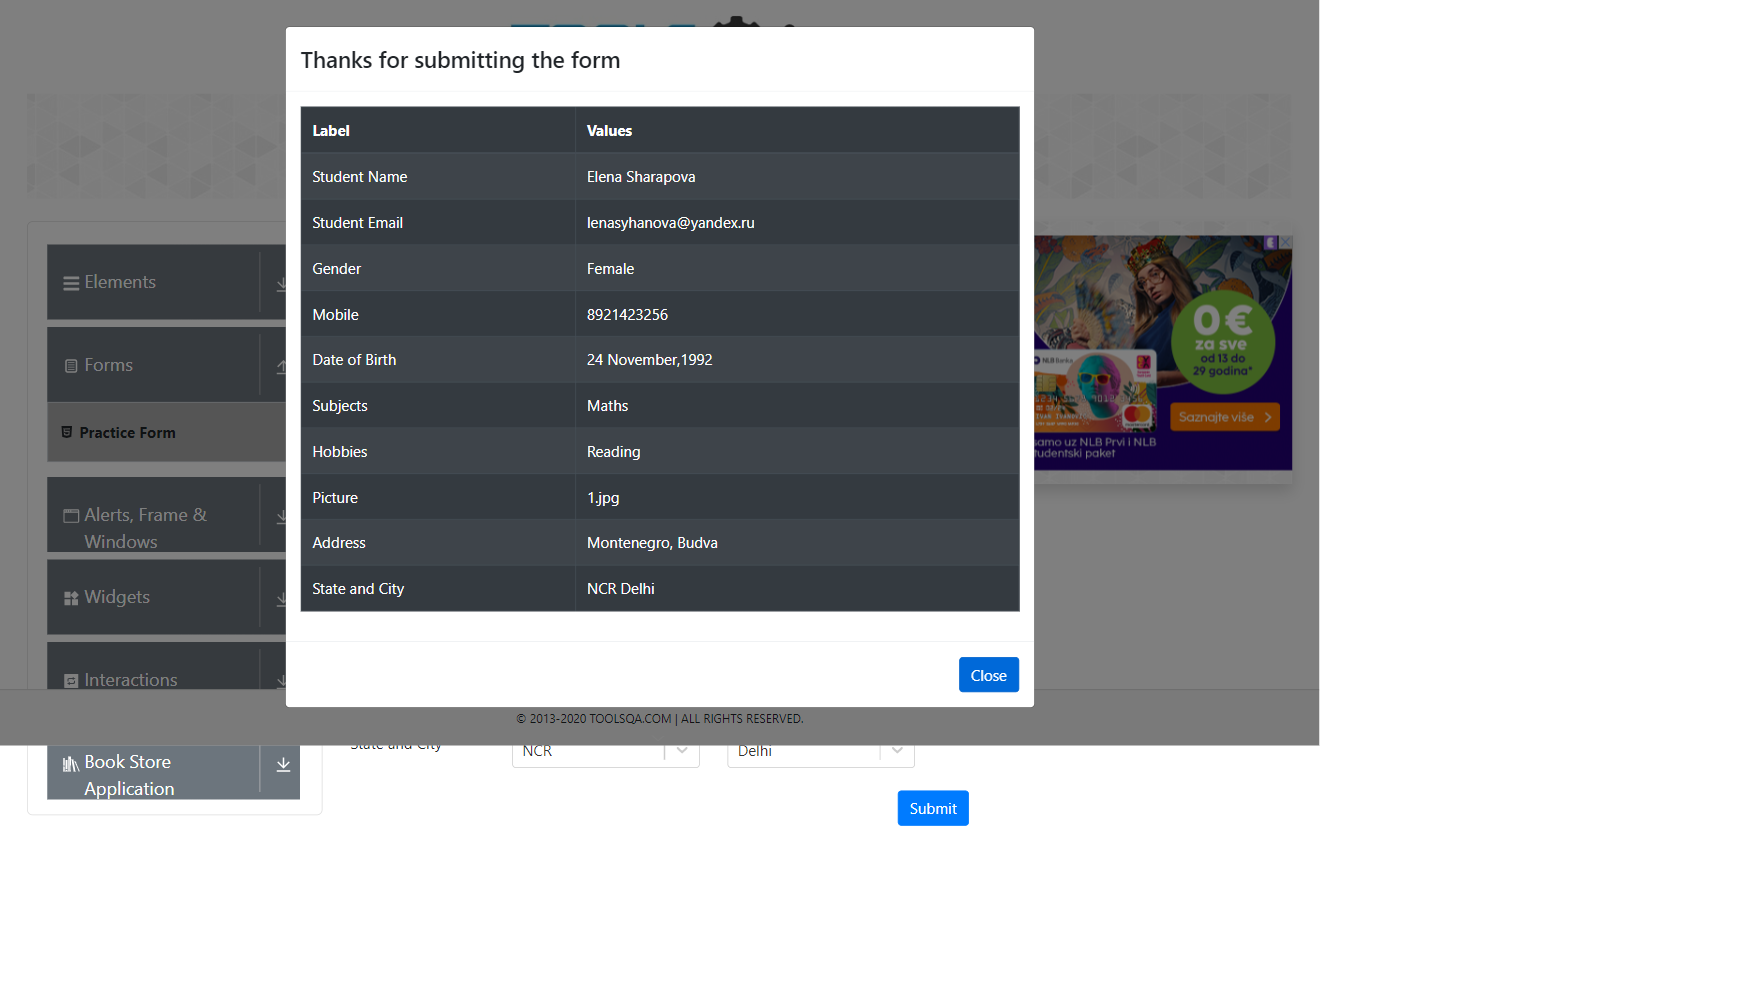 Thanks for submitting the form
Label Values
Student Name Elena Sharapova
Student Email lenasyhanova@yandex.ru
Gender Female
Mobile 8921423256
Date of Birth 24 November,1992
Subjects Maths
Hobbies Reading
Picture 1.jpg
Address Montenegro, Budva
State and City NCR Delhi
Close
Elements
Forms
Practice Form
Alerts, Frame &
Windows
Widgets
Interactions
Book Store
Application
0€
za sve
od 13 do
29 godina*
NLB Banka
Saznajte više
samo uz NLB Prvi i NLB
tudentski paket
© 2013-2020 TOOLSQA.COM | ALL RIGHTS RESERVED.
State and City NCR Delhi
Submit